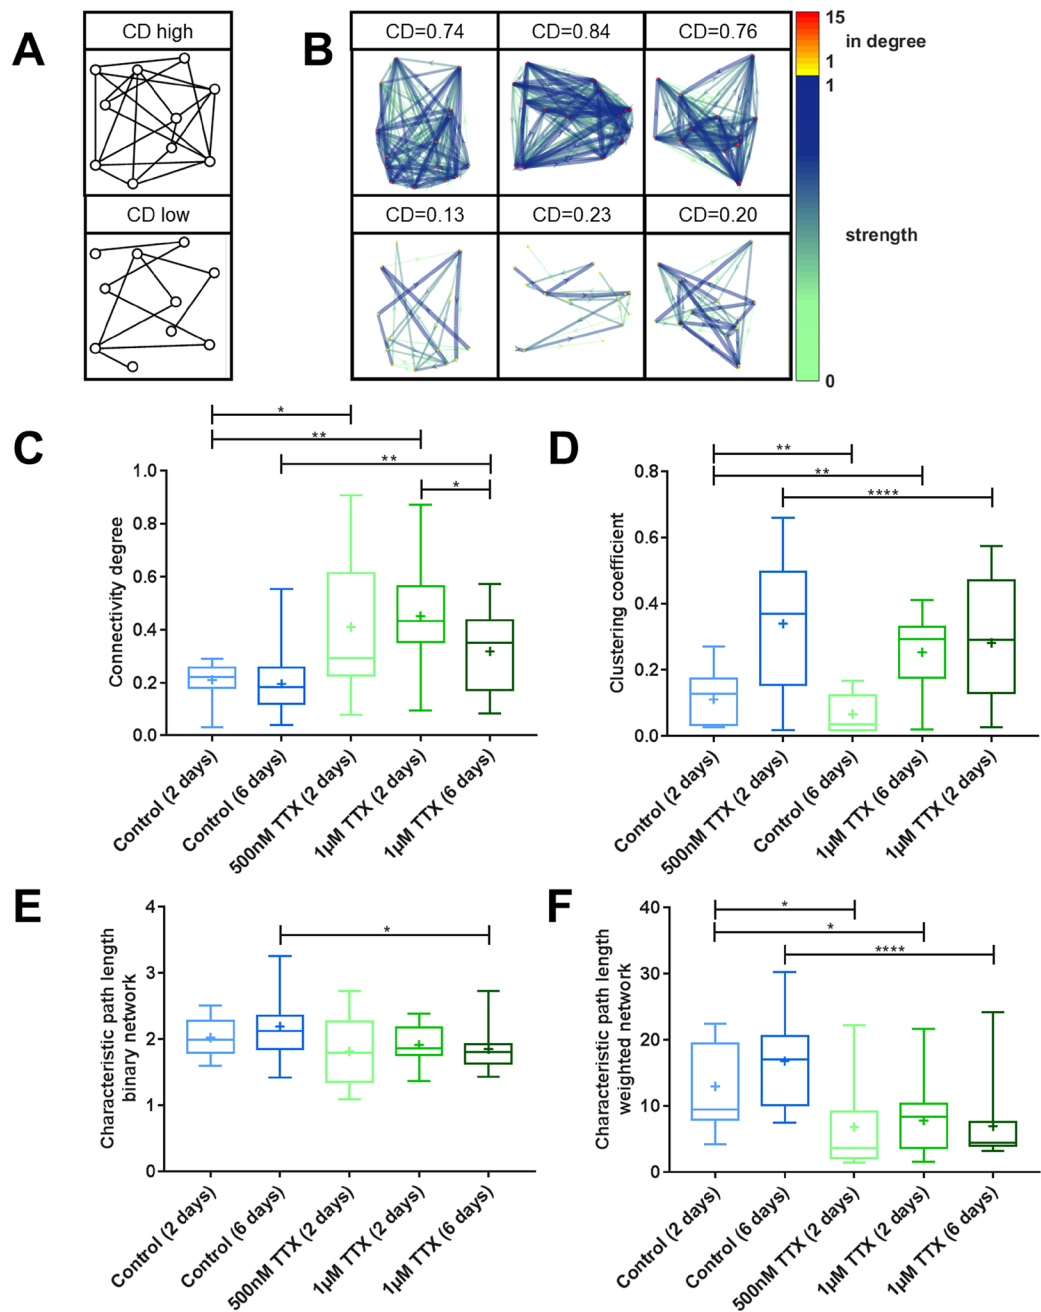 A
CD high
CD low
B
CD=0.74
CD=0.84
CD=0.76
CD=0.13
CD=0.23
CD=0.20
15
in degree
1
1
strength
0
C
*
**
**
*
Connectivity degree
1.0
0.8
0.6
0.4
0.2
0.0
Control (2 days)
Control (6 days)
500nM TTX (2 days)
1µM TTX (2 days)
1µM TTX (6 days)
D
**
**
****
Clustering coefficient
0.8
0.6
0.4
0.2
0.0
Control (2 days)
500nM TTX (2 days)
Control (6 days)
1µM TTX (6 days)
1µM TTX (2 days)
E
*
Characteristic path length
binary network
4
3
2
1
0
Control (2 days)
Control (6 days)
500nM TTX (2 days)
1µM TTX (2 days)
1µM TTX (6 days)
F
*
*
****
Characteristic path length
weighted network
40
30
20
10
0
Control (2 days)
Control (6 days)
500nM TTX (2 days)
1µM TTX (2 days)
1µM TTX (6 days)